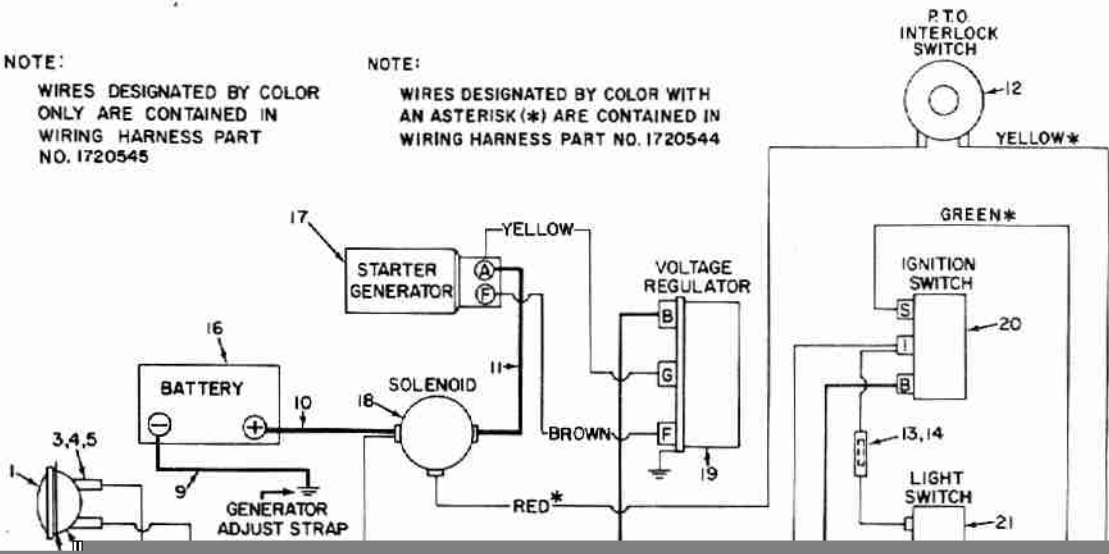 P.T.O.
INTERLOCK
SWITCH
12
YELLOW*
NOTE:
WIRES DESIGNATED BY COLOR
ONLY ARE CONTAINED IN
WIRING HARNESS PART
NO. 1720545
NOTE:
WIRES DESIGNATED BY COLOR WITH
AN ASTERISK (*) ARE CONTAINED IN
WIRING HARNESS PART NO. 1720544
17
STARTER
GENERATOR
A
F
YELLOW
VOLTAGE
REGULATOR
B
G
F
19
GREEN*
IGNITION
SWITCH
S
I
B
20
16
BATTERY
−
+
10
11
SOLENOID
18
BROWN
13,14
3,4,5
1
9
GENERATOR
ADJUST STRAP
RED*
LIGHT
SWITCH
21